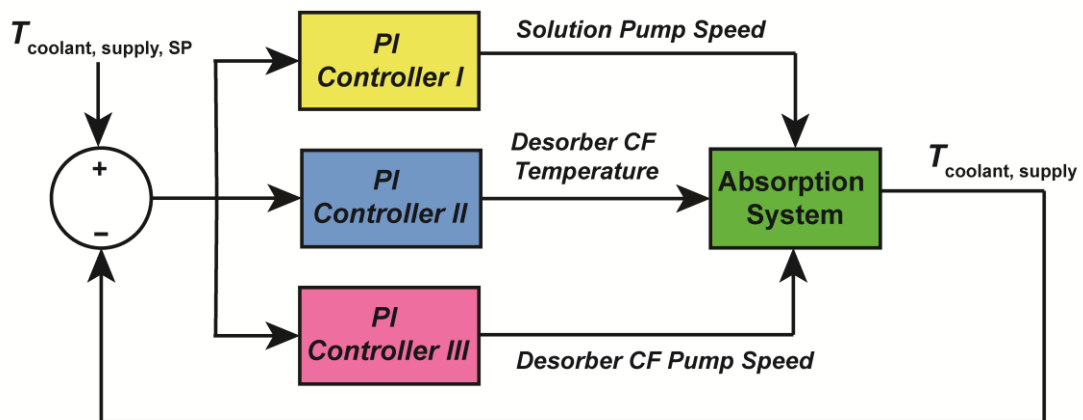 T coolant, supply, SP
+
−
PI
Controller I
Solution Pump Speed
PI
Controller II
Desorber CF
Temperature
PI
Controller III
Desorber CF Pump Speed
Absorption
System
T coolant, supply